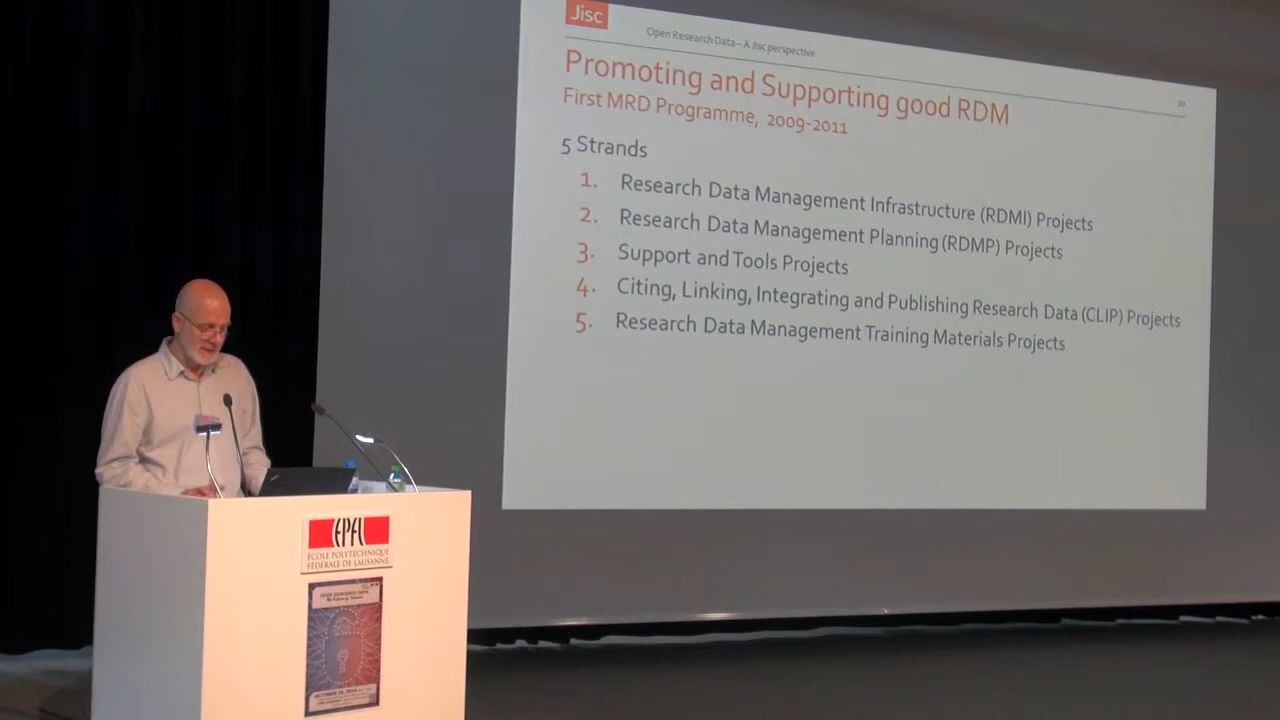 Jisc
Open Research Data – A Jisc perspective
Promoting and Supporting good RDM
First MRD Programme, 2009-2011
5 Strands
1. Research Data Management Infrastructure (RDMI) Projects
2. Research Data Management Planning (RDMP) Projects
3. Support and Tools Projects
4. Citing, Linking, Integrating and Publishing Research Data (CLIP) Projects
5. Research Data Management Training Materials Projects
EPFL
ÉCOLE POLYTECHNIQUE
FÉDÉRALE DE LAUSANNE
OPEN RESEARCH DATA